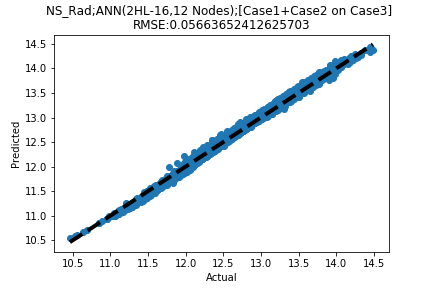 NS_Rad;ANN(2HL-16,12 Nodes);[Case1+Case2 on Case3]
RMSE:0.05663652412625703
14.5
14.0
13.5
13.0
12.5
12.0
11.5
11.0
10.5
Predicted
10.5 11.0 11.5 12.0 12.5 13.0 13.5 14.0 14.5
Actual